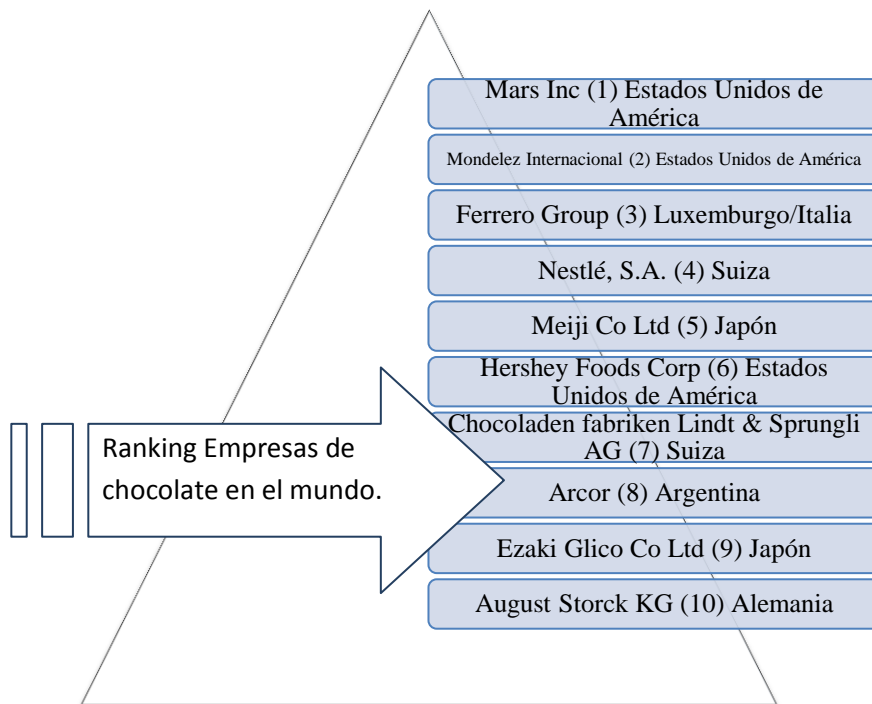 Mars Inc (1) Estados Unidos de
América
Mondelez Internacional (2) Estados Unidos de América
Ferrero Group (3) Luxemburgo/Italia
Nestlé, S.A. (4) Suiza
Meiji Co Ltd (5) Japón
Hershey Foods Corp (6) Estados
Unidos de América
Chocoladen fabriken Lindt & Sprungli
AG (7) Suiza
Arcor (8) Argentina
Ezaki Glico Co Ltd (9) Japón
August Storck KG (10) Alemania
Ranking Empresas de
chocolate en el mundo.